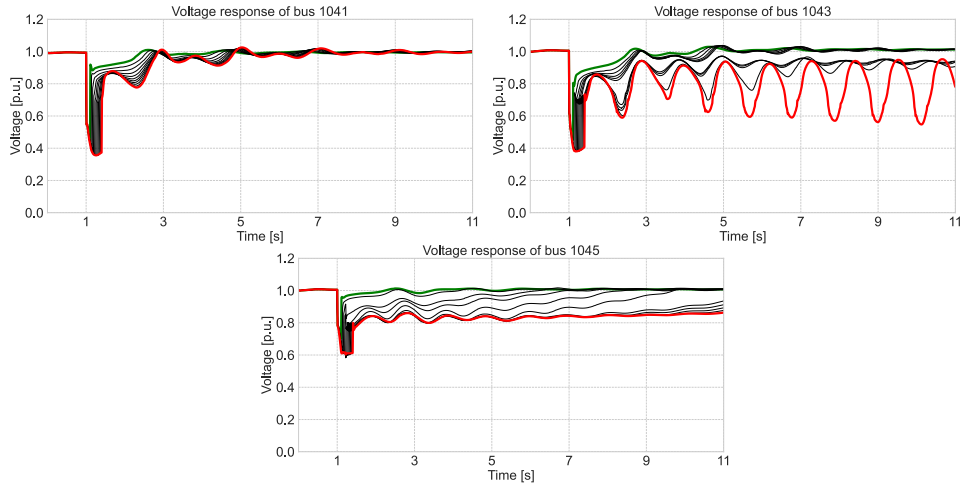 Voltage response of bus 1041
Voltage [p.u.]
1.2
1.0
0.8
0.6
0.4
0.2
0.0
1 3 5 7 9 11
Time [s]
Voltage response of bus 1043
Voltage [p.u.]
1.2
1.0
0.8
0.6
0.4
0.2
0.0
1 3 5 7 9 11
Time [s]
Voltage response of bus 1045
Voltage [p.u.]
1.2
1.0
0.8
0.6
0.4
0.2
0.0
1 3 5 7 9 11
Time [s]